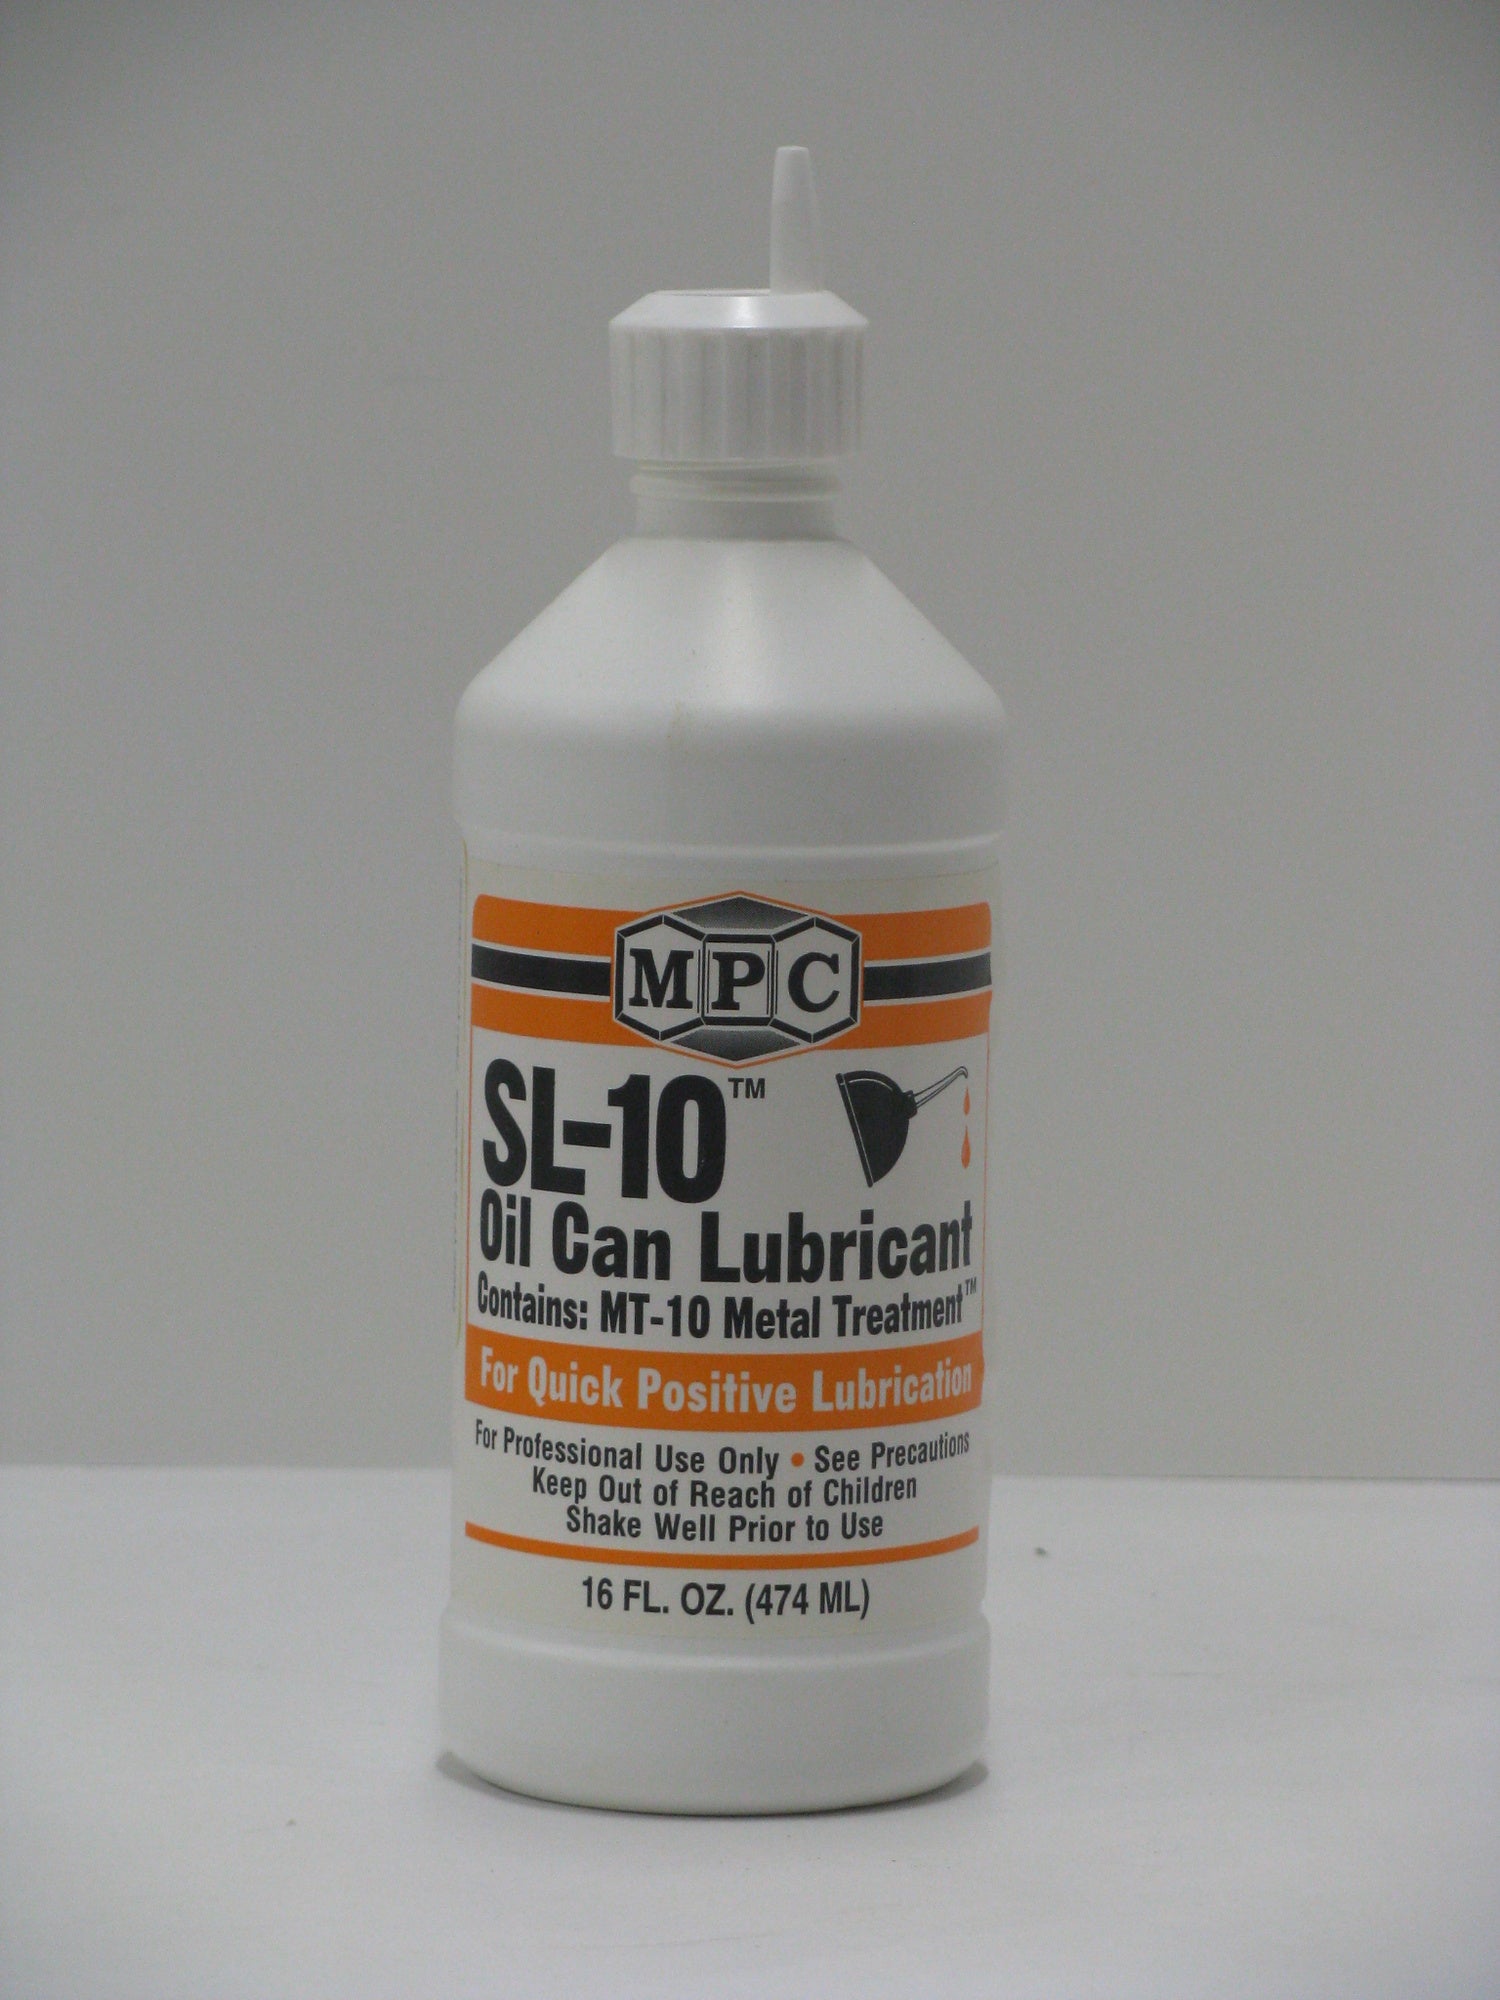 MPC
SL-10™
Oil Can Lubricant
Contains: MT-10 Metal Treatment™
For Quick Positive Lubrication
For Professional Use Only • See Precautions
Keep Out of Reach of Children
Shake Well Prior to Use
16 FL. OZ. (474 ML)